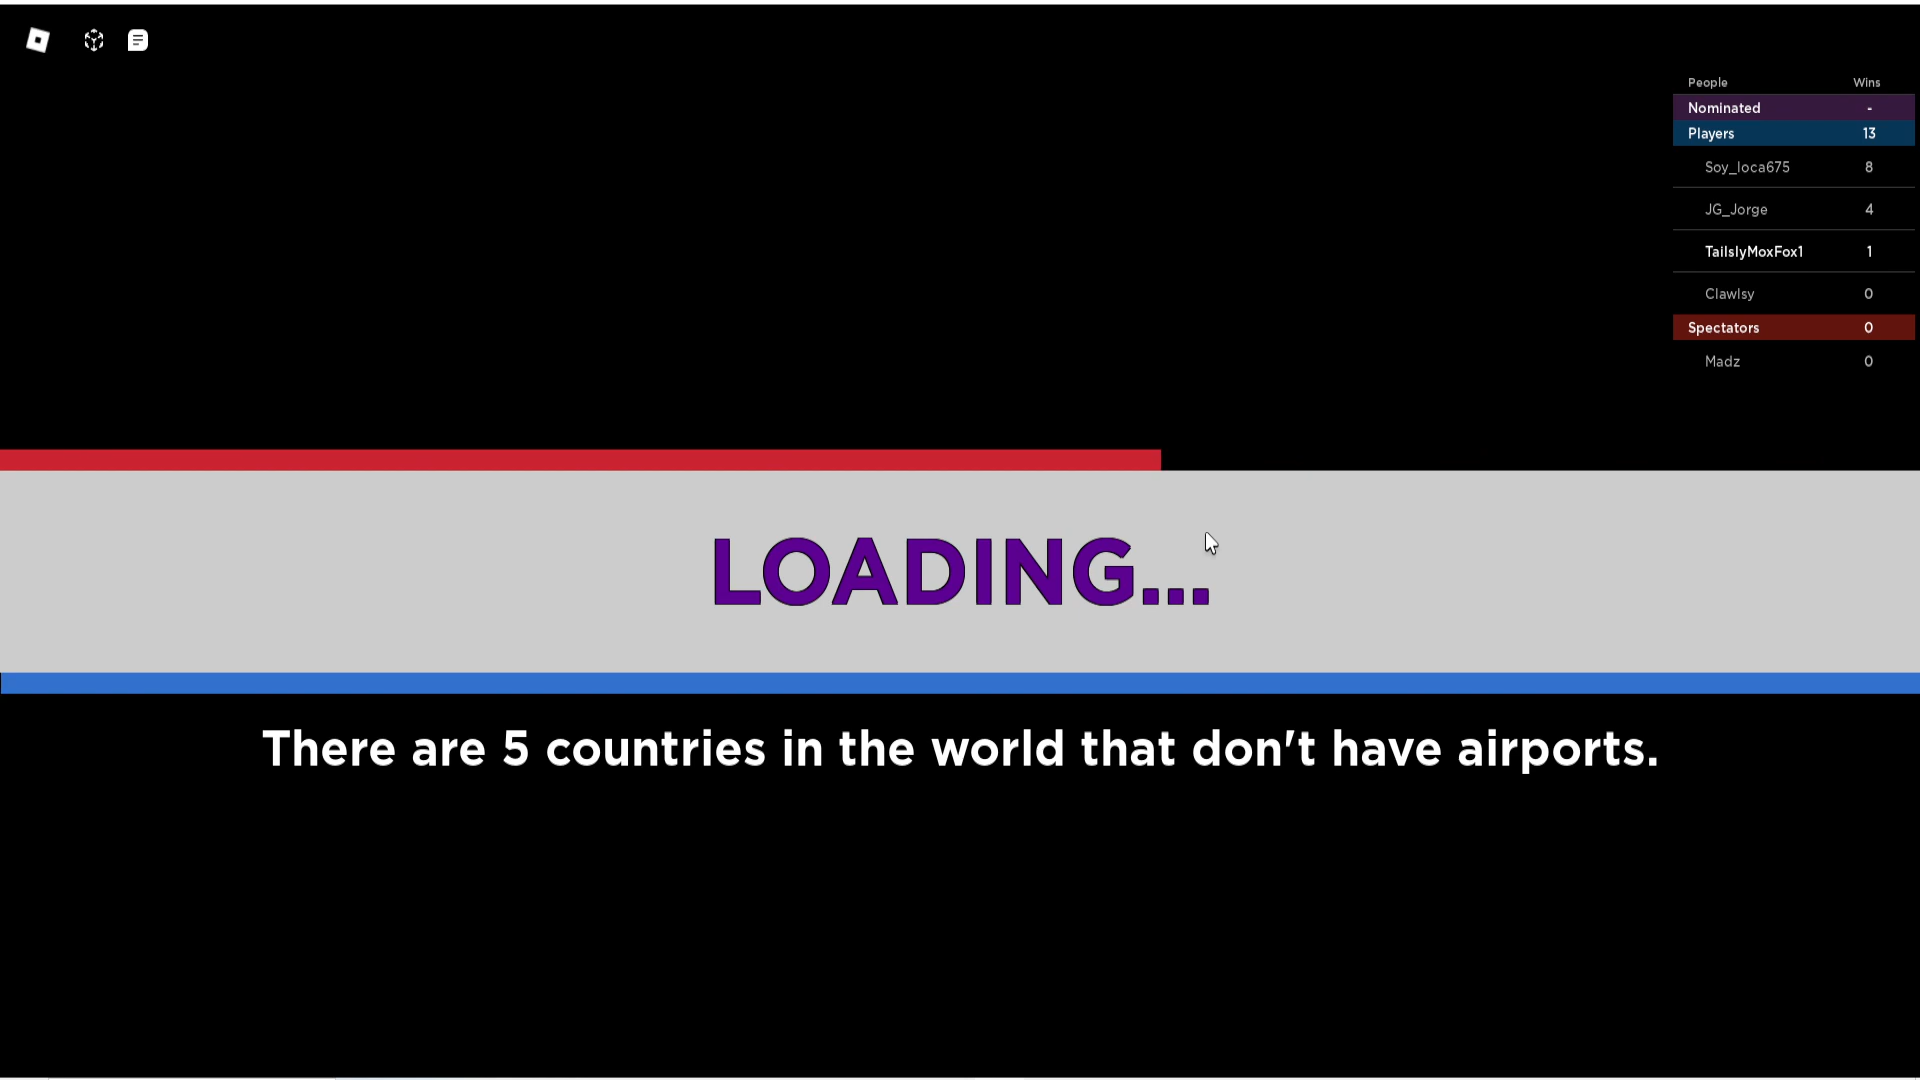 People Wins
Nominated -
Players 13
Soy_loca675 8
JG_Jorge 4
TailslyMoxFox1 1
Clawlsy 0
Spectators 0
Madz 0
LOADING...
There are 5 countries in the world that don't have airports.